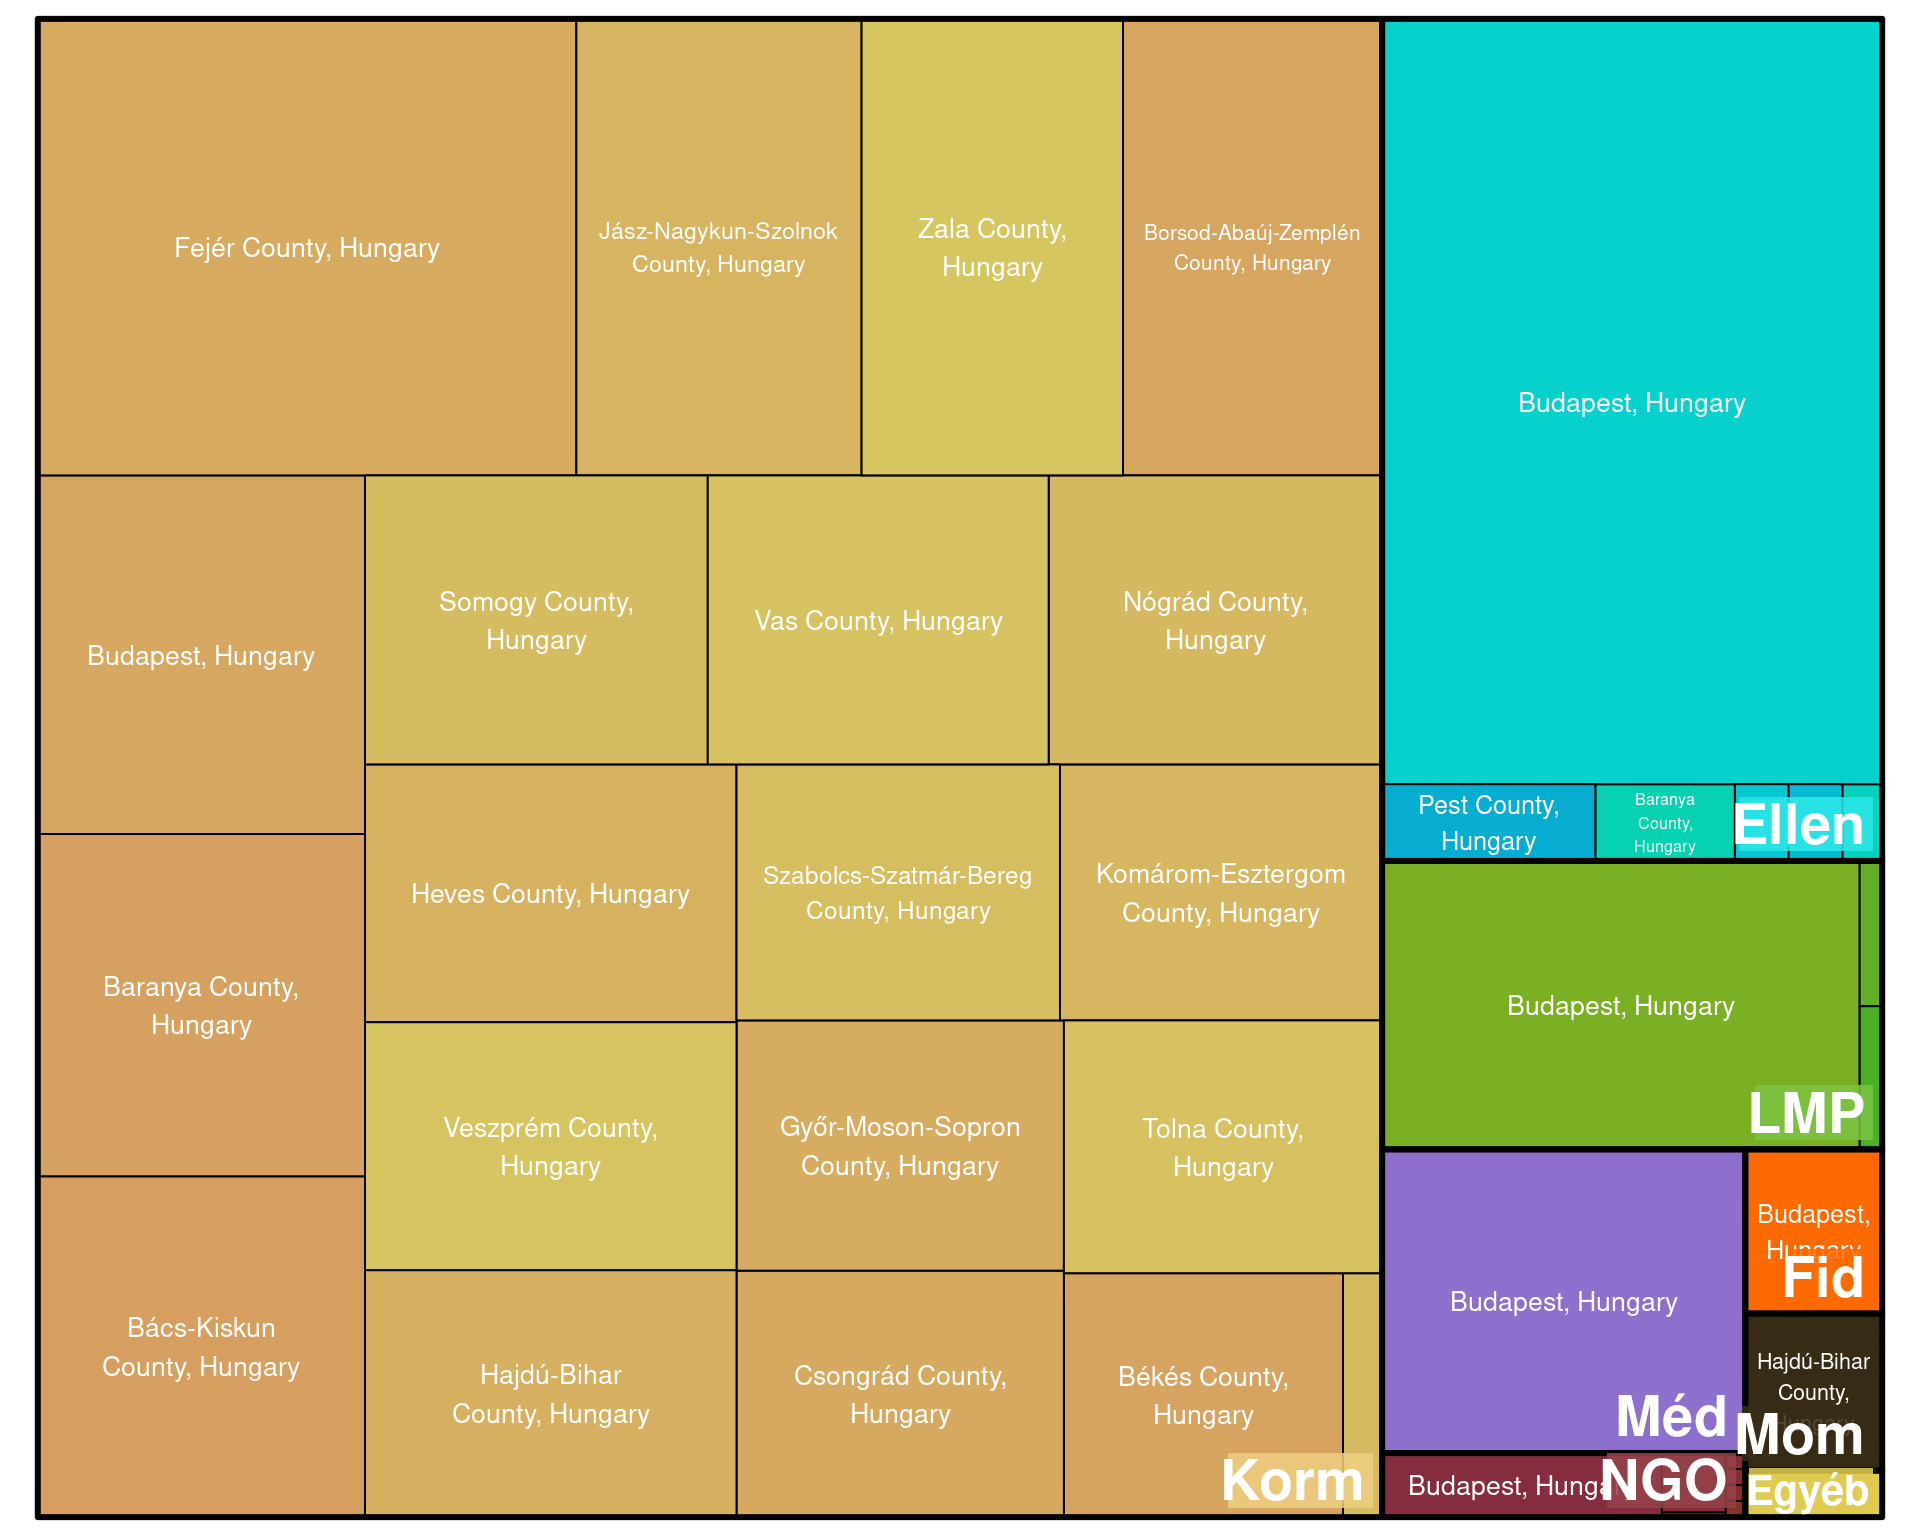 Fejér County, Hungary
Jász-Nagykun-Szolnok
County, Hungary
Zala County,
Hungary
Borsod-Abaúj-Zemplén
County, Hungary
Budapest, Hungary
Somogy County,
Hungary
Vas County, Hungary
Nógrád County,
Hungary
Baranya County,
Hungary
Heves County, Hungary
Szabolcs-Szatmár-Bereg
County, Hungary
Komárom-Esztergom
County, Hungary
Veszprém County,
Hungary
Győr-Moson-Sopron
County, Hungary
Tolna County,
Hungary
Bács-Kiskun
County, Hungary
Hajdú-Bihar
County, Hungary
Csongrád County,
Hungary
Békés County,
Hungary
Korm
Budapest, Hungary
Pest County,
Hungary
Baranya
County,
Hungary
Ellen
Budapest, Hungary
LMP
Budapest, Hungary
Méd
Budapest,
Hungary
Fid
Hajdú-Bihar
County,
Hungary
Mom
Budapest, Hungary
NGO
Egyéb